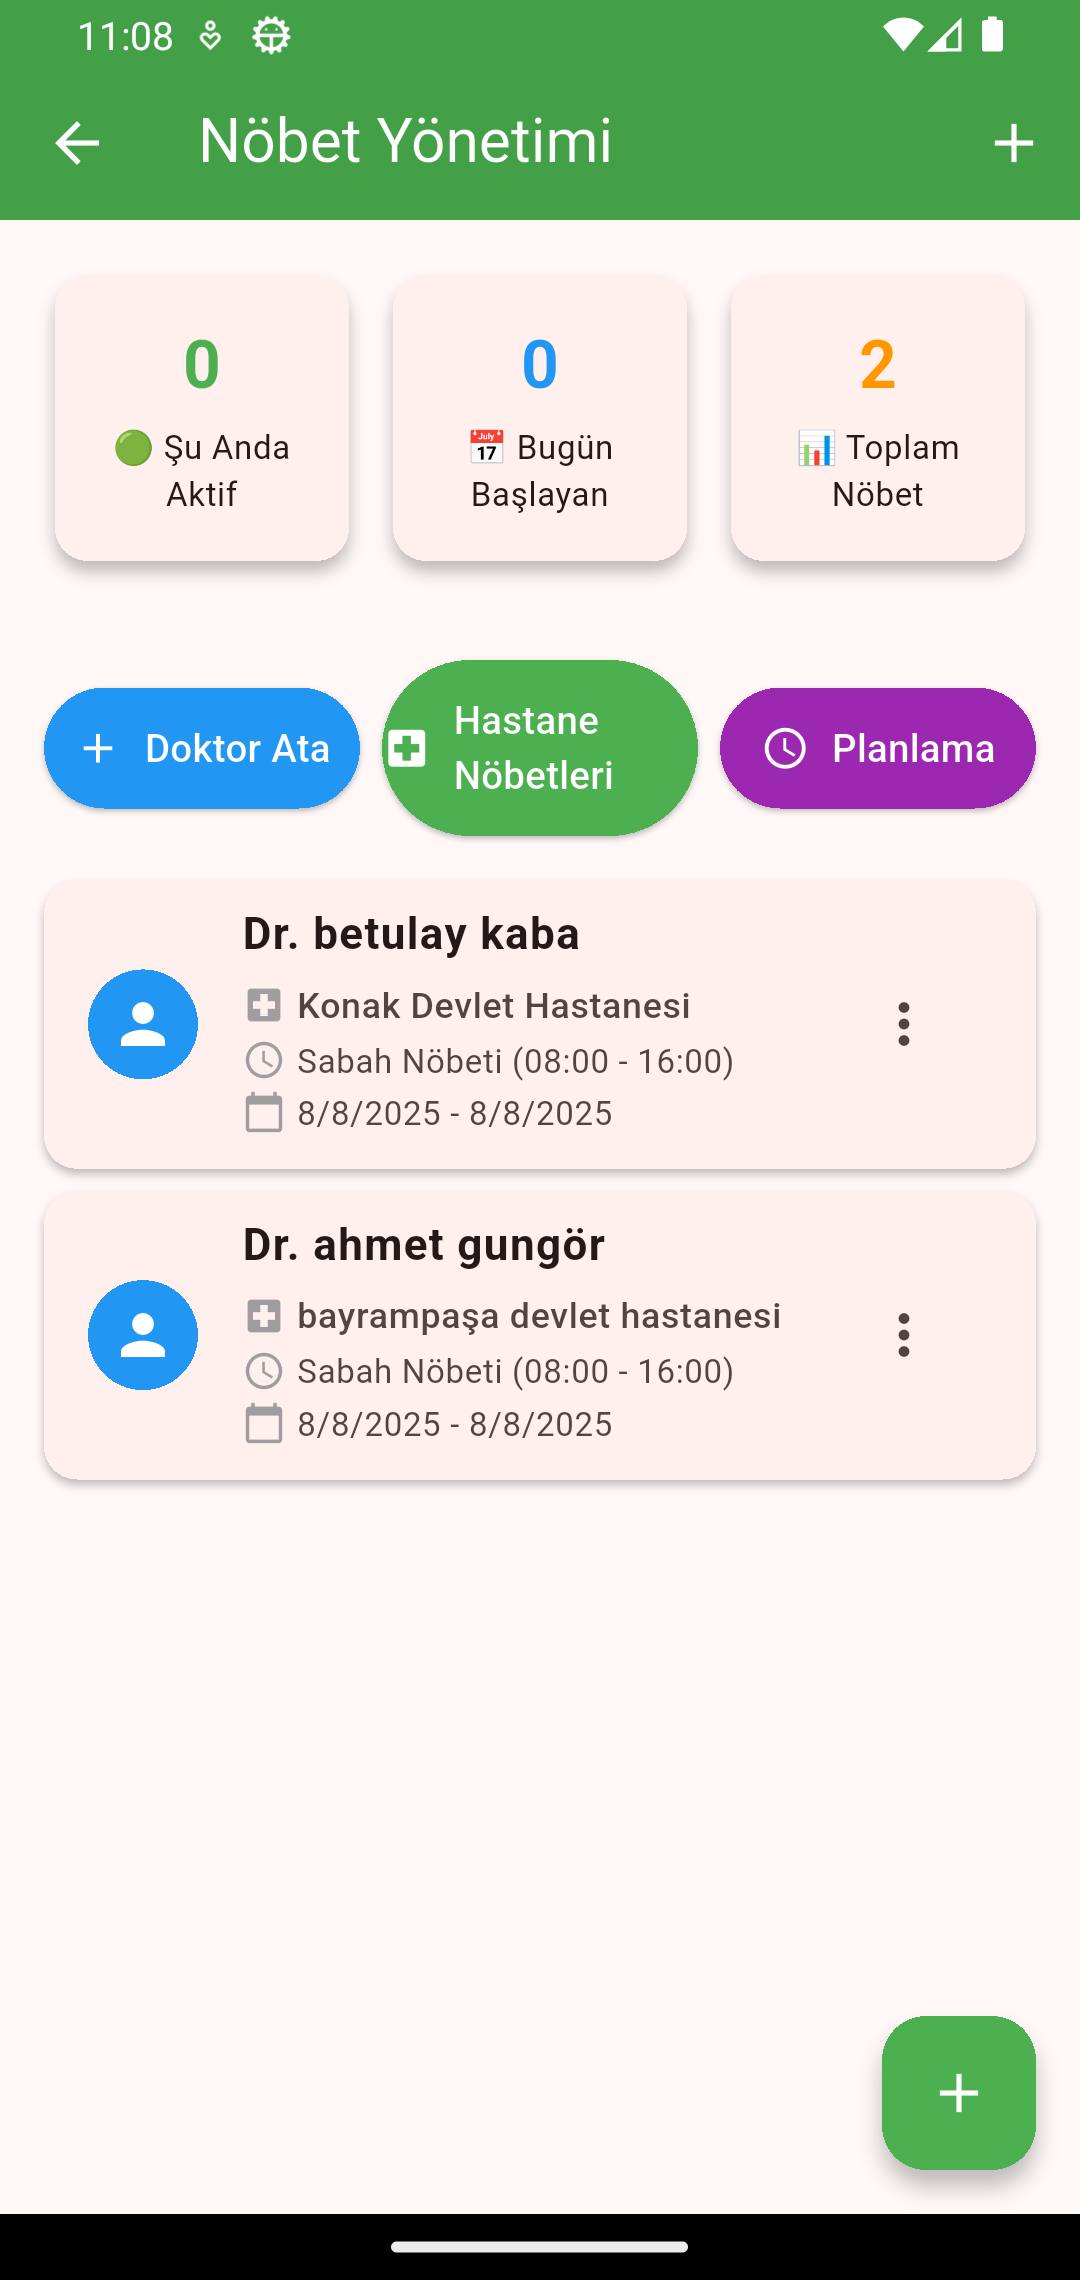 11:08
Nöbet Yönetimi
0
🟢 Şu Anda
Aktif
0
📅 Bugün
Başlayan
2
📊 Toplam
Nöbet
Doktor Ata
Hastane
Nöbetleri
Planlama
Dr. betulay kaba
Konak Devlet Hastanesi
Sabah Nöbeti (08:00 - 16:00)
8/8/2025 - 8/8/2025
Dr. ahmet gungör
bayrampaşa devlet hastanesi
Sabah Nöbeti (08:00 - 16:00)
8/8/2025 - 8/8/2025